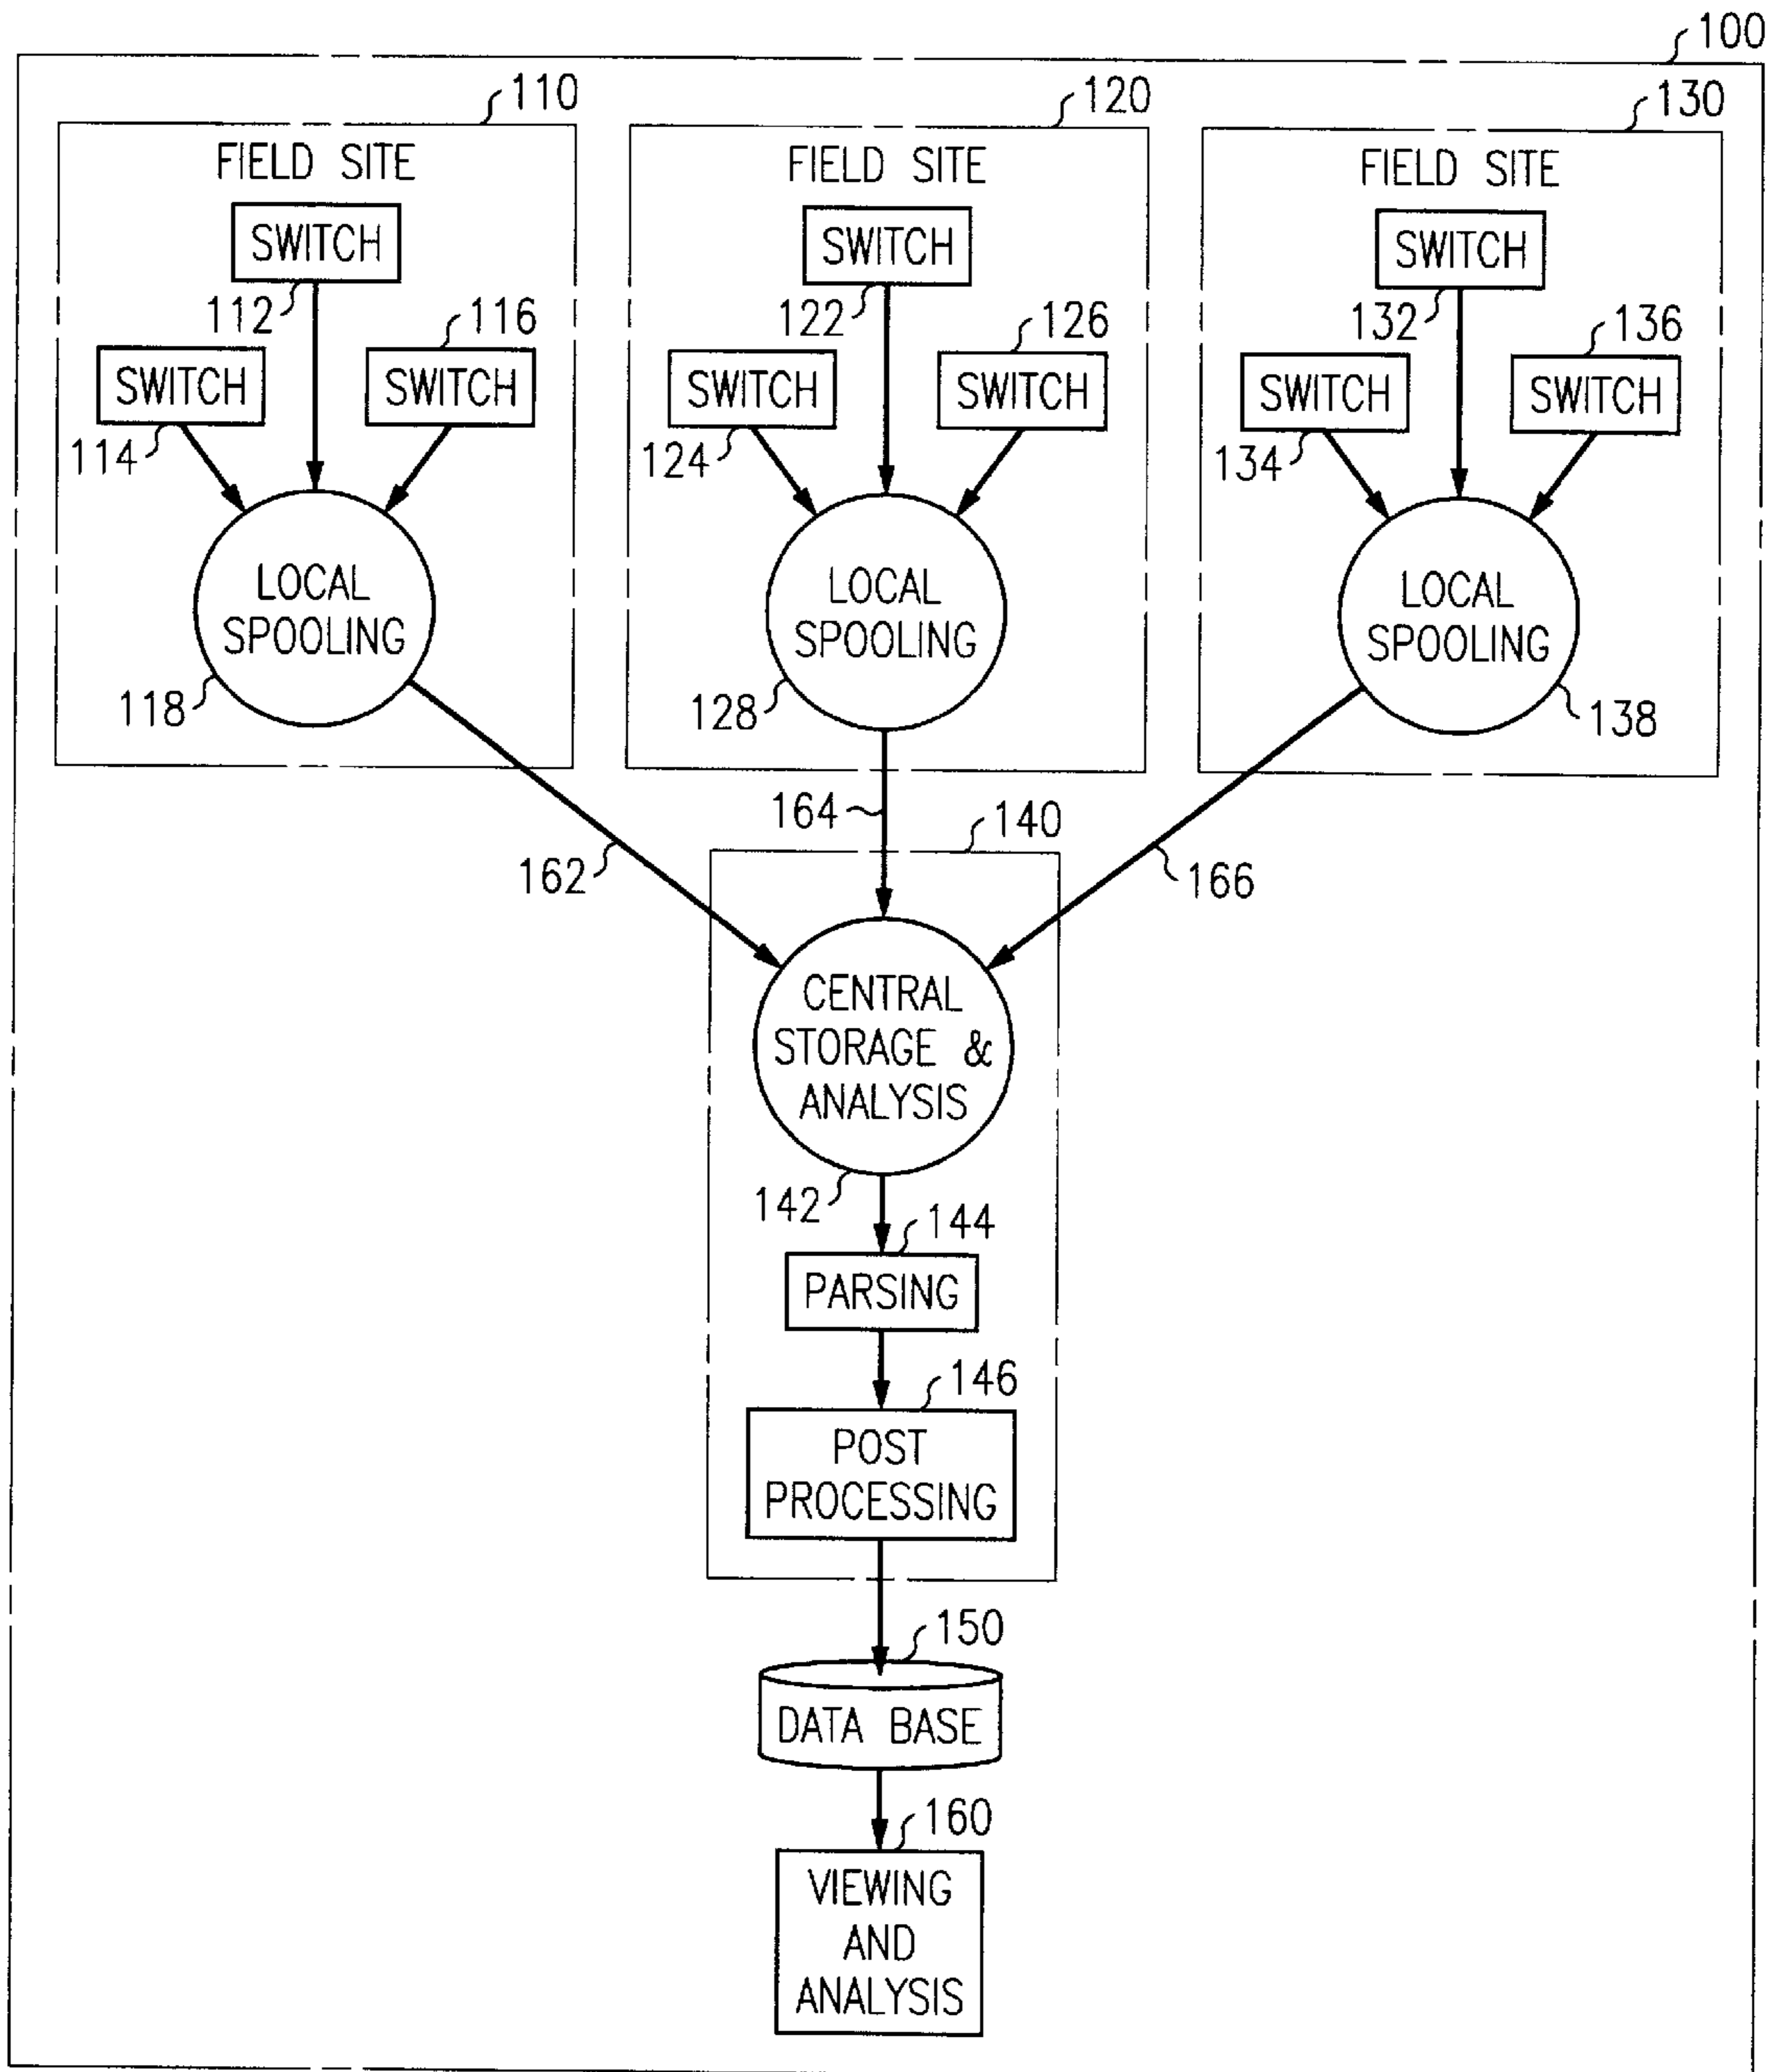 100
110
120
130
FIELD SITE
FIELD SITE
FIELD SITE
SWITCH
SWITCH
SWITCH
112
116
122
126
132
136
SWITCH
SWITCH
SWITCH
SWITCH
SWITCH
SWITCH
114
124
134
LOCAL
SPOOLING
LOCAL
SPOOLING
LOCAL
SPOOLING
118
128
138
164
140
162
166
CENTRAL
STORAGE &
ANALYSIS
142
144
PARSING
146
POST
PROCESSING
150
DATA BASE
160
VIEWING
AND
ANALYSIS